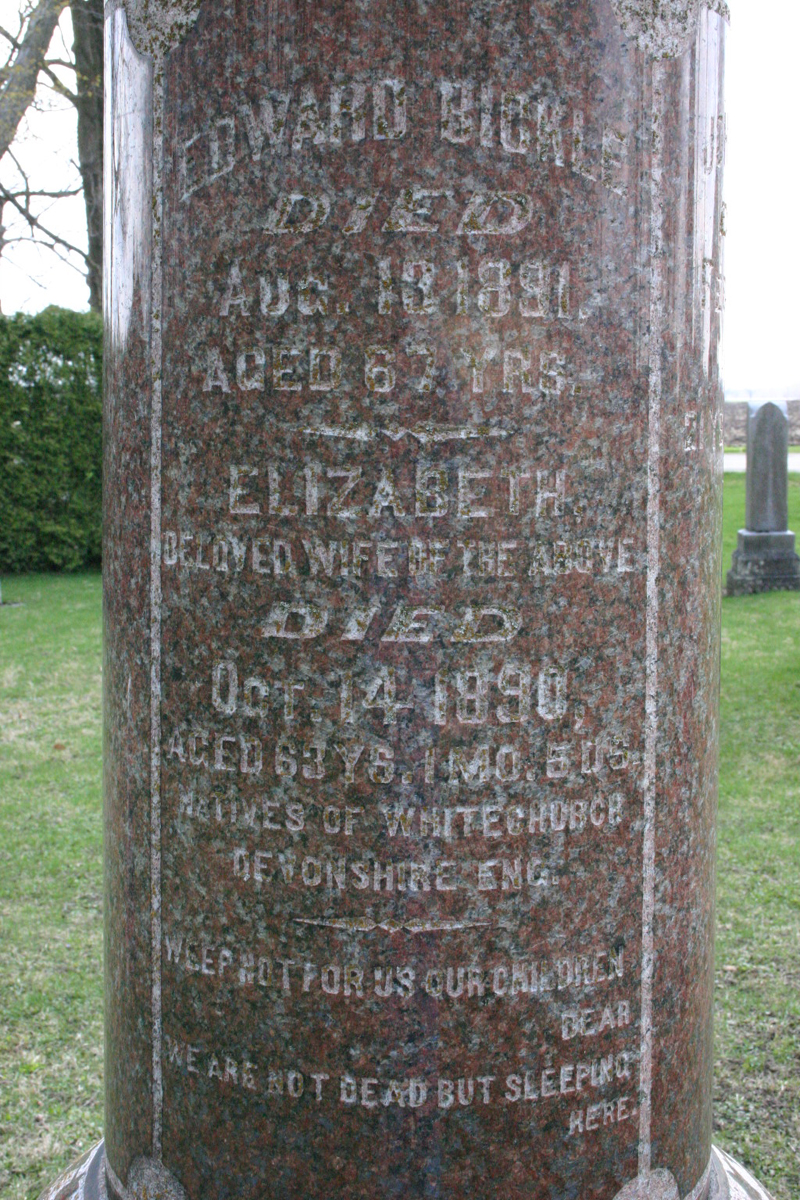 EDWARD BICKLE
DIED
AUG. 13 1891.
AGED 67 YRS.
ELIZABETH.
BELOVED WIFE OF THE ABOVE
DIED
OCT. 14 1890,
AGED 63 YS. 1 MO. 5 DS.
NATIVES OF WHITECHURCH
DEVONSHIRE ENG.
WEEP NOT FOR US OUR CHILDREN
DEAR
WE ARE NOT DEAD BUT SLEEPING
HERE.